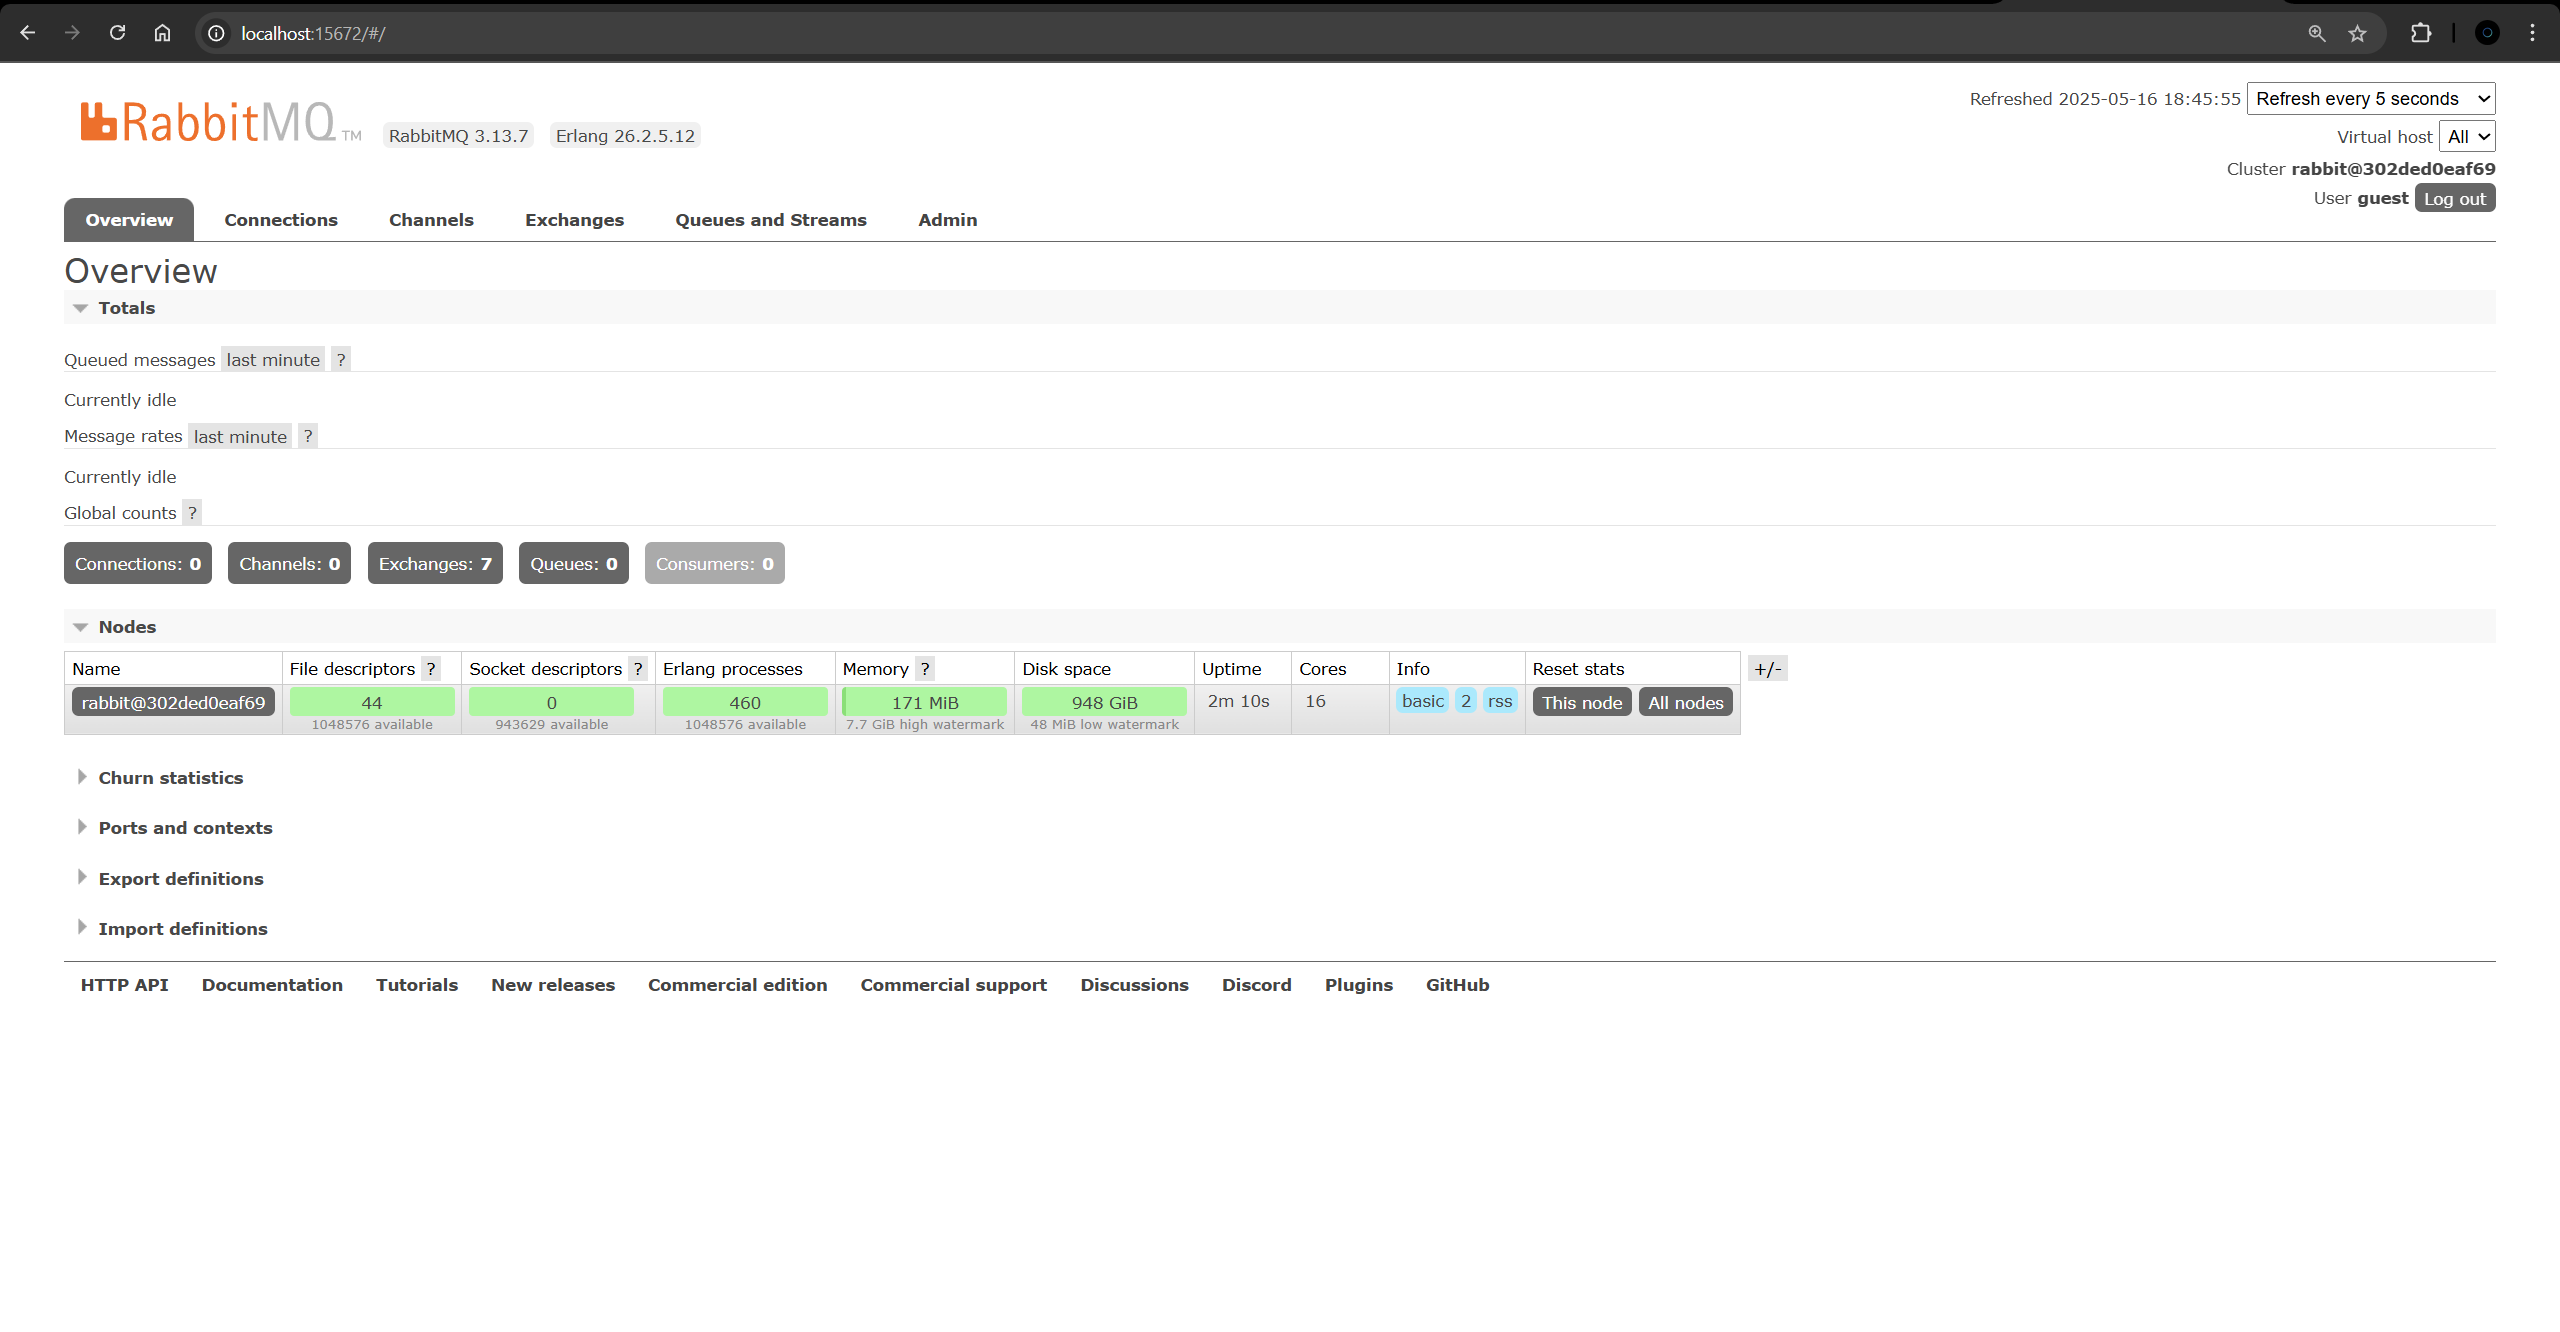 localhost:15672/#/
RabbitMQ TM RabbitMQ 3.13.7 Erlang 26.2.5.12
Refreshed 2025-05-16 18:45:55 Refresh every 5 seconds
Virtual host All
Cluster rabbit@302ded0eaf69
User guest Log out
Overview Connections Channels Exchanges Queues and Streams Admin
Overview
Totals
Queued messages last minute ?
Currently idle
Message rates last minute ?
Currently idle
Global counts ?
Connections: 0 Channels: 0 Exchanges: 7 Queues: 0 Consumers: 0
Nodes
Name File descriptors ? Socket descriptors ? Erlang processes Memory ? Disk space Uptime Cores Info Reset stats +/-
rabbit@302ded0eaf69 44 0 460 171 MiB 948 GiB 2m 10s 16 basic 2 rss This node All nodes
1048576 available 943629 available 1048576 available 7.7 GiB high watermark 48 MiB low watermark
Churn statistics
Ports and contexts
Export definitions
Import definitions
HTTP API Documentation Tutorials New releases Commercial edition Commercial support Discussions Discord Plugins GitHub